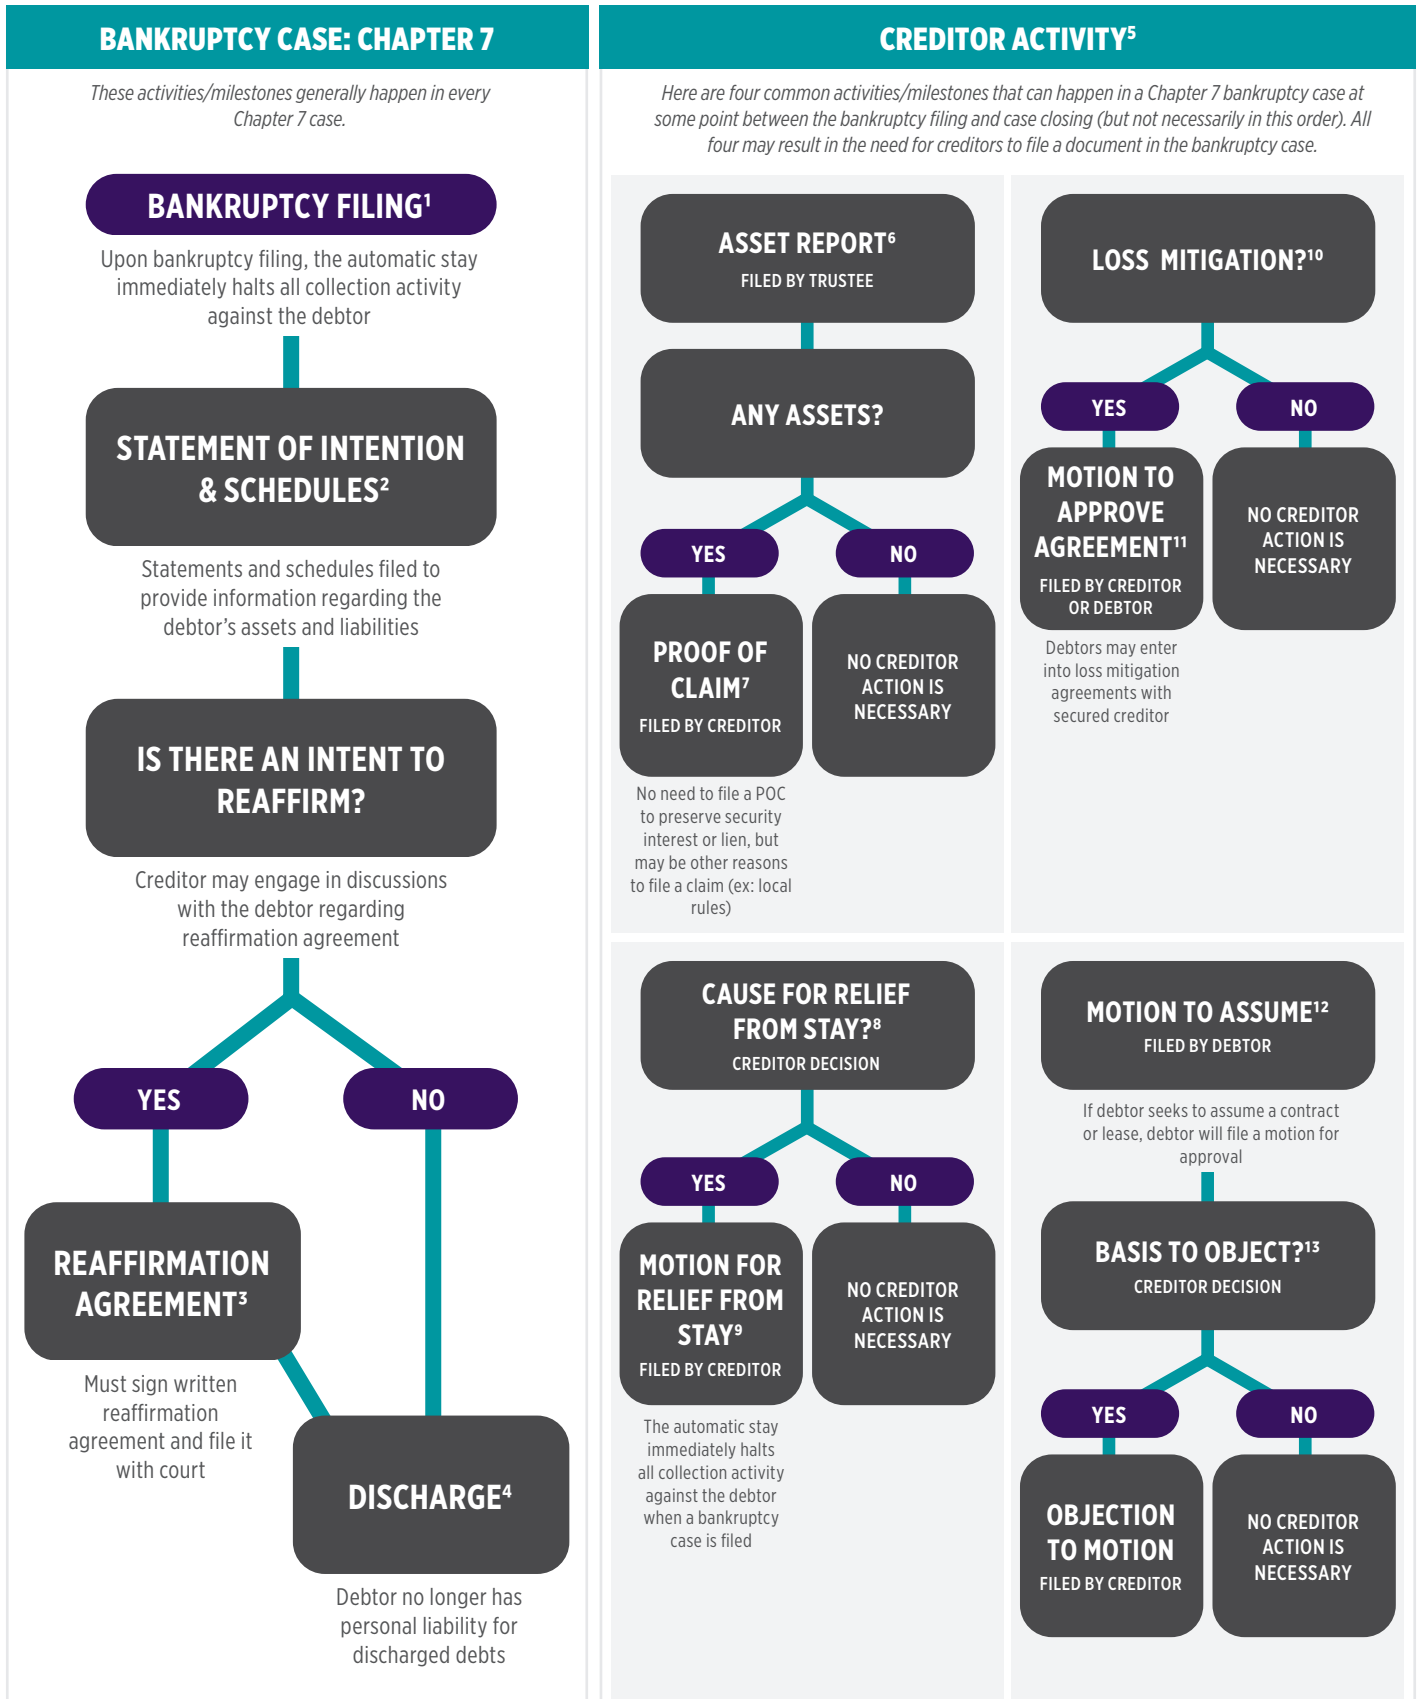 BANKRUPTCY CASE: CHAPTER 7
These activities/milestones generally happen in every
Chapter 7 case.
BANKRUPTCY FILING¹
Upon bankruptcy filing, the automatic stay
immediately halts all collection activity
against the debtor
STATEMENT OF INTENTION
& SCHEDULES²
Statements and schedules filed to
provide information regarding the
debtor’s assets and liabilities
IS THERE AN INTENT TO
REAFFIRM?
Creditor may engage in discussions
with the debtor regarding
reaffirmation agreement
YES
NO
REAFFIRMATION
AGREEMENT³
Must sign written
reaffirmation
agreement and file it
with court
DISCHARGE⁴
Debtor no longer has
personal liability for
discharged debts
CREDITOR ACTIVITY⁵
Here are four common activities/milestones that can happen in a Chapter 7 bankruptcy case at
some point between the bankruptcy filing and case closing (but not necessarily in this order). All
four may result in the need for creditors to file a document in the bankruptcy case.
ASSET REPORT⁶
FILED BY TRUSTEE
ANY ASSETS?
YES
NO
PROOF OF
CLAIM⁷
FILED BY CREDITOR
NO CREDITOR
ACTION IS
NECESSARY
No need to file a POC
to preserve security
interest or lien, but
may be other reasons
to file a claim (ex: local
rules)
LOSS MITIGATION?¹⁰
YES
NO
MOTION TO
APPROVE
AGREEMENT¹¹
FILED BY CREDITOR
OR DEBTOR
NO CREDITOR
ACTION IS
NECESSARY
Debtors may enter
into loss mitigation
agreements with
secured creditor
CAUSE FOR RELIEF
FROM STAY?⁸
CREDITOR DECISION
YES
NO
MOTION FOR
RELIEF FROM
STAY⁹
FILED BY CREDITOR
NO CREDITOR
ACTION IS
NECESSARY
The automatic stay
immediately halts
all collection activity
against the debtor
when a bankruptcy
case is filed
MOTION TO ASSUME¹²
FILED BY DEBTOR
If debtor seeks to assume a contract
or lease, debtor will file a motion for
approval
BASIS TO OBJECT?¹³
CREDITOR DECISION
YES
NO
OBJECTION
TO MOTION
FILED BY CREDITOR
NO CREDITOR
ACTION IS
NECESSARY